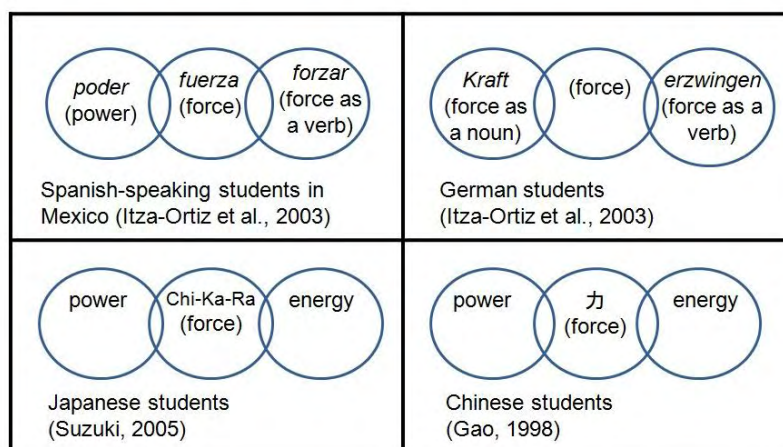 poder
(power)
fuerza
(force)
forzar
(force as
a verb)
Spanish-speaking students in
Mexico (Itza-Ortiz et al., 2003)
Kraft
(force as
a noun)
(force)
erzwingen
(force as a
verb)
German students
(Itza-Ortiz et al., 2003)
power
Chi-Ka-Ra
(force)
energy
Japanese students
(Suzuki, 2005)
power
力
(force)
energy
Chinese students
(Gao, 1998)